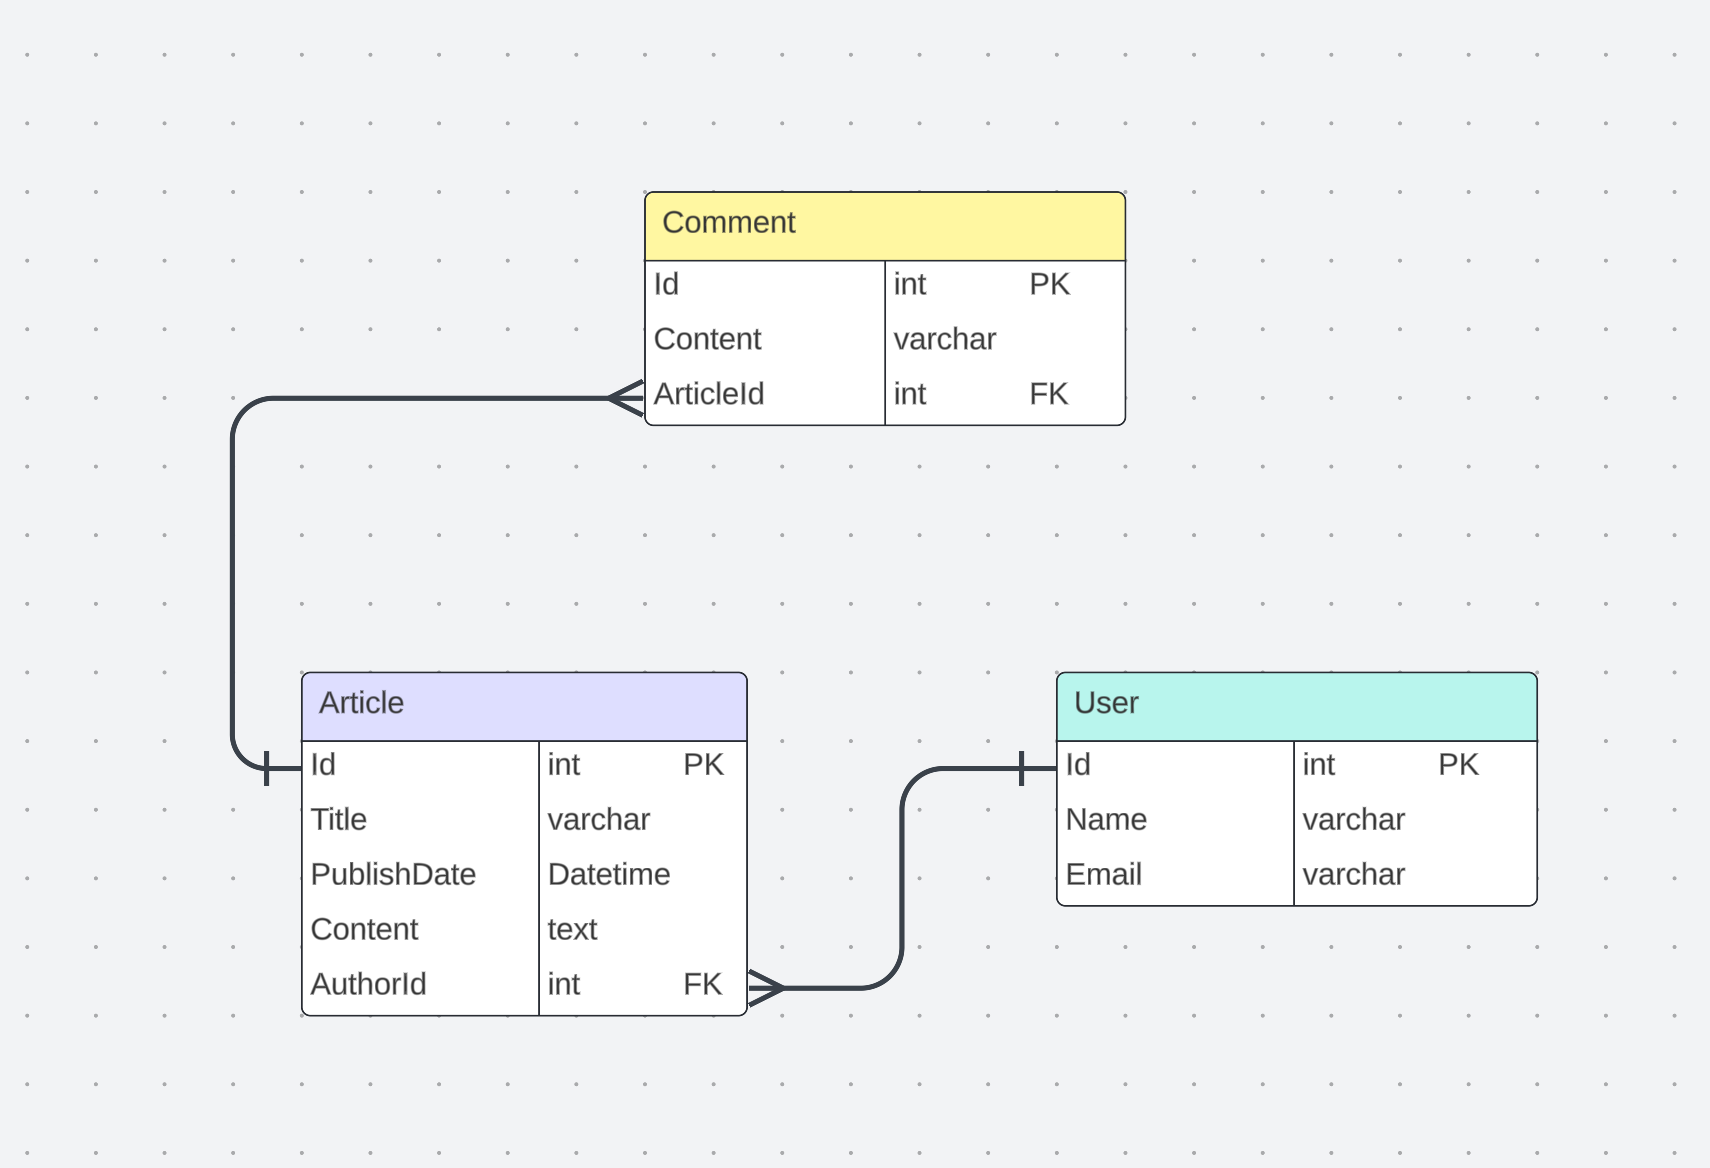 Comment
Id int PK
Content varchar
ArticleId int FK
Article
Id int PK
Title varchar
PublishDate Datetime
Content text
AuthorId int FK
User
Id int PK
Name varchar
Email varchar